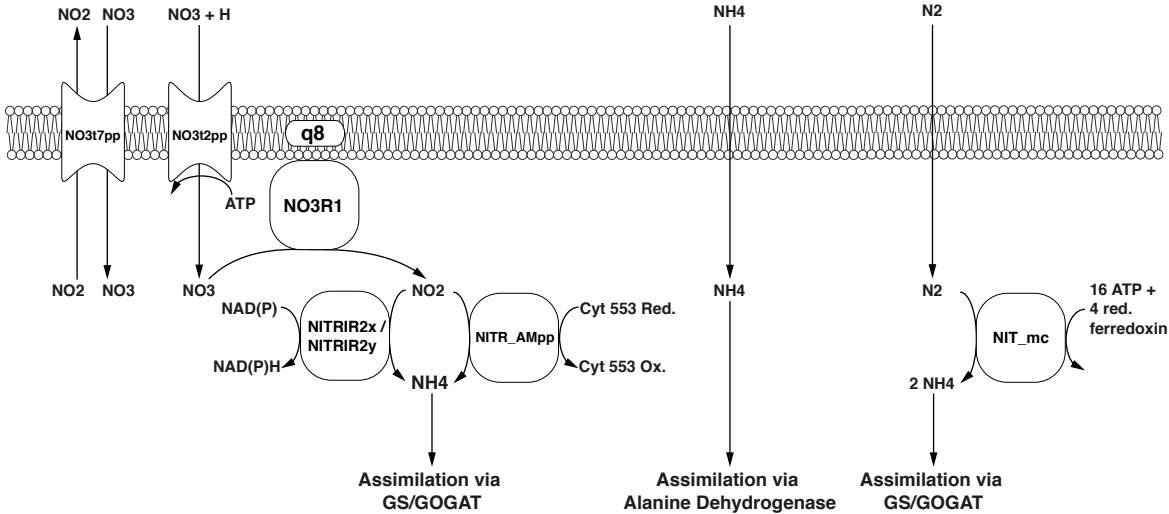 NO2 NO3 NO3 + H NH4 N2
NO3t7pp NO3t2pp q8
ATP NO3R1
NO2 NO3 NO3 NO2 NH4 N2
16 ATP +
4 red.
ferredoxin
NAD(P)
NITRIR2x /
NITRIR2y
NAD(P)H
NITR_AMpp
Cyt 553 Red.
Cyt 553 Ox.
NIT_mc
NH4
2 NH4
Assimilation via
GS/GOGAT
Assimilation via
Alanine Dehydrogenase
Assimilation via
GS/GOGAT